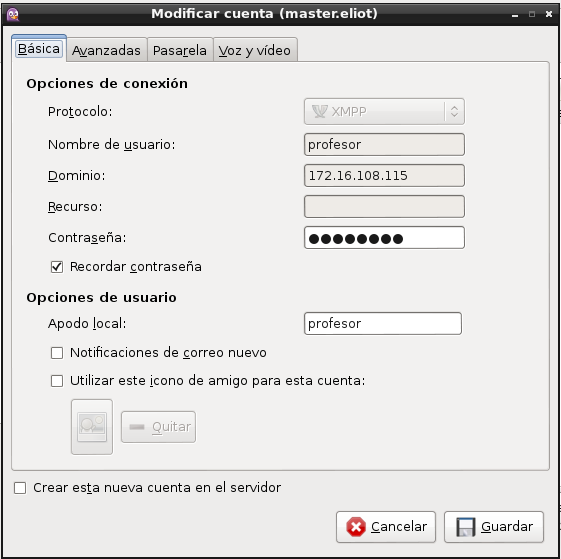 Modificar cuenta (master.eliot)
Básica Avanzadas Pasarela Voz y vídeo
Opciones de conexión
Protocolo: XMPP
Nombre de usuario: profesor
Dominio: 172.16.108.115
Recurso:
Contraseña: ●●●●●●●●
Recordar contraseña
Opciones de usuario
Apodo local: profesor
Notificaciones de correo nuevo
Utilizar este icono de amigo para esta cuenta:
Quitar
Crear esta nueva cuenta en el servidor
Cancelar Guardar